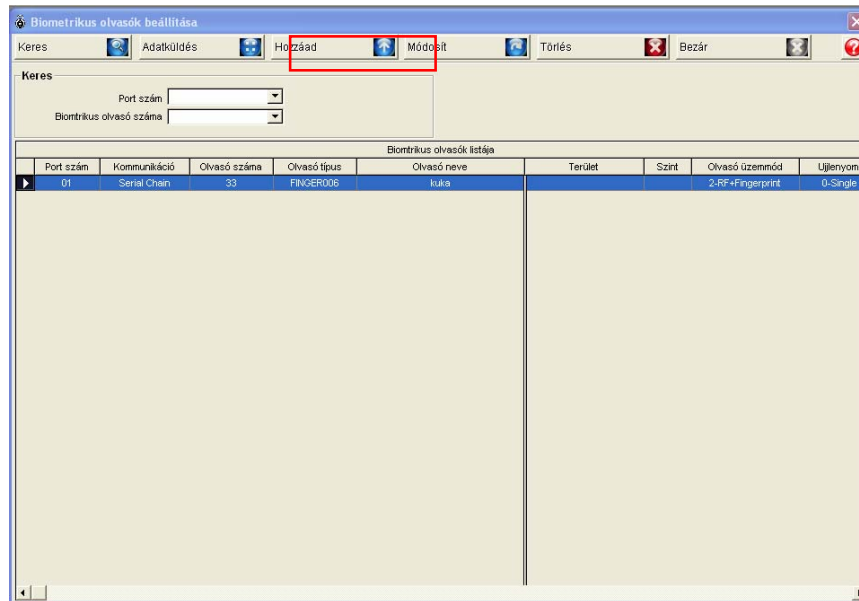 Biometrikus olvasók beállítása
Keres Adatküldés Hozzáad Módosít Törlés Bezár
Keres
Port szám
Biomtrikus olvasó száma
Biomtrikus olvasók listája
Port szám Kommunikáció Olvasó száma Olvasó típus Olvasó neve Terület Szint Olvasó üzemmód Ujjlenyom
01 Serial Chain 33 FINGER006 kuka 2-RF+Fingerprint 0-Single